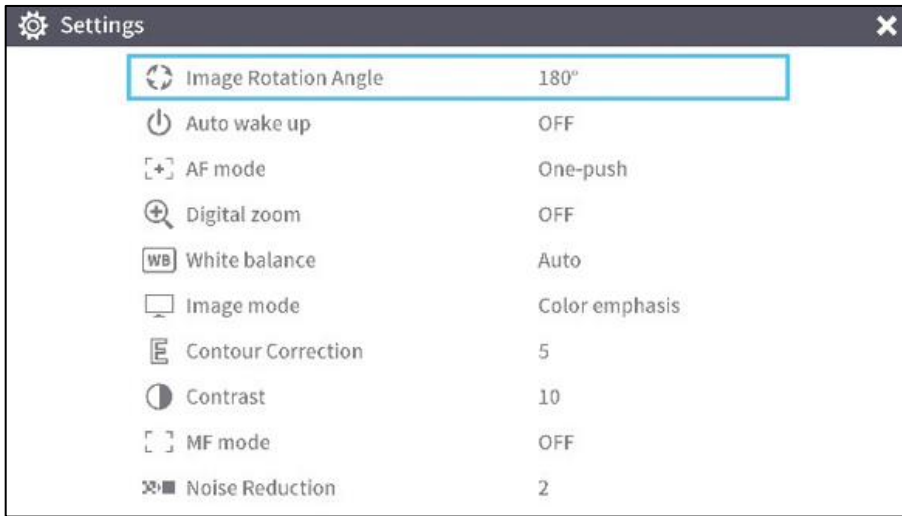 Settings
Image Rotation Angle 180°
Auto wake up OFF
AF mode One-push
Digital zoom OFF
WB White balance Auto
Image mode Color emphasis
E Contour Correction 5
Contrast 10
MF mode OFF
Noise Reduction 2